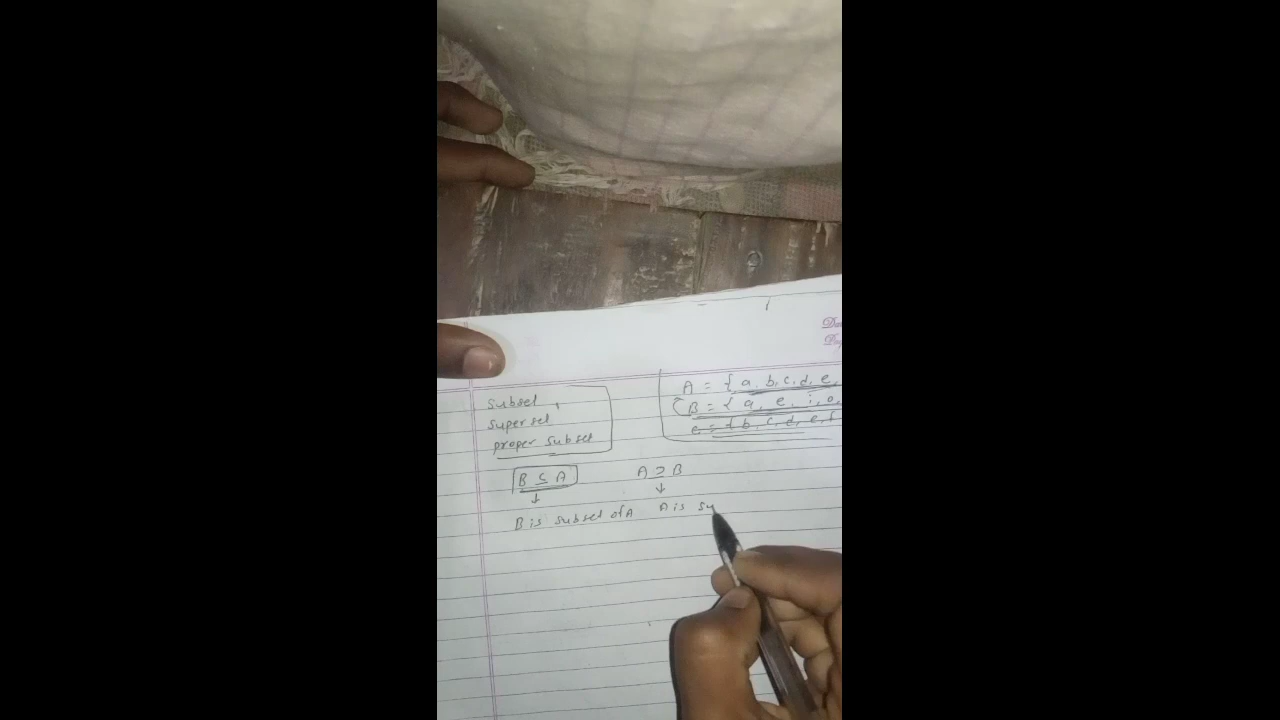 Subset,
Super set
proper subset
A = { a, b, c, d, e,
B = { a, e, i, o,
c = { b, c, d, e, f
B ⊆ A
A ⊇ B
↓ ↓
B is subset of A
A is su